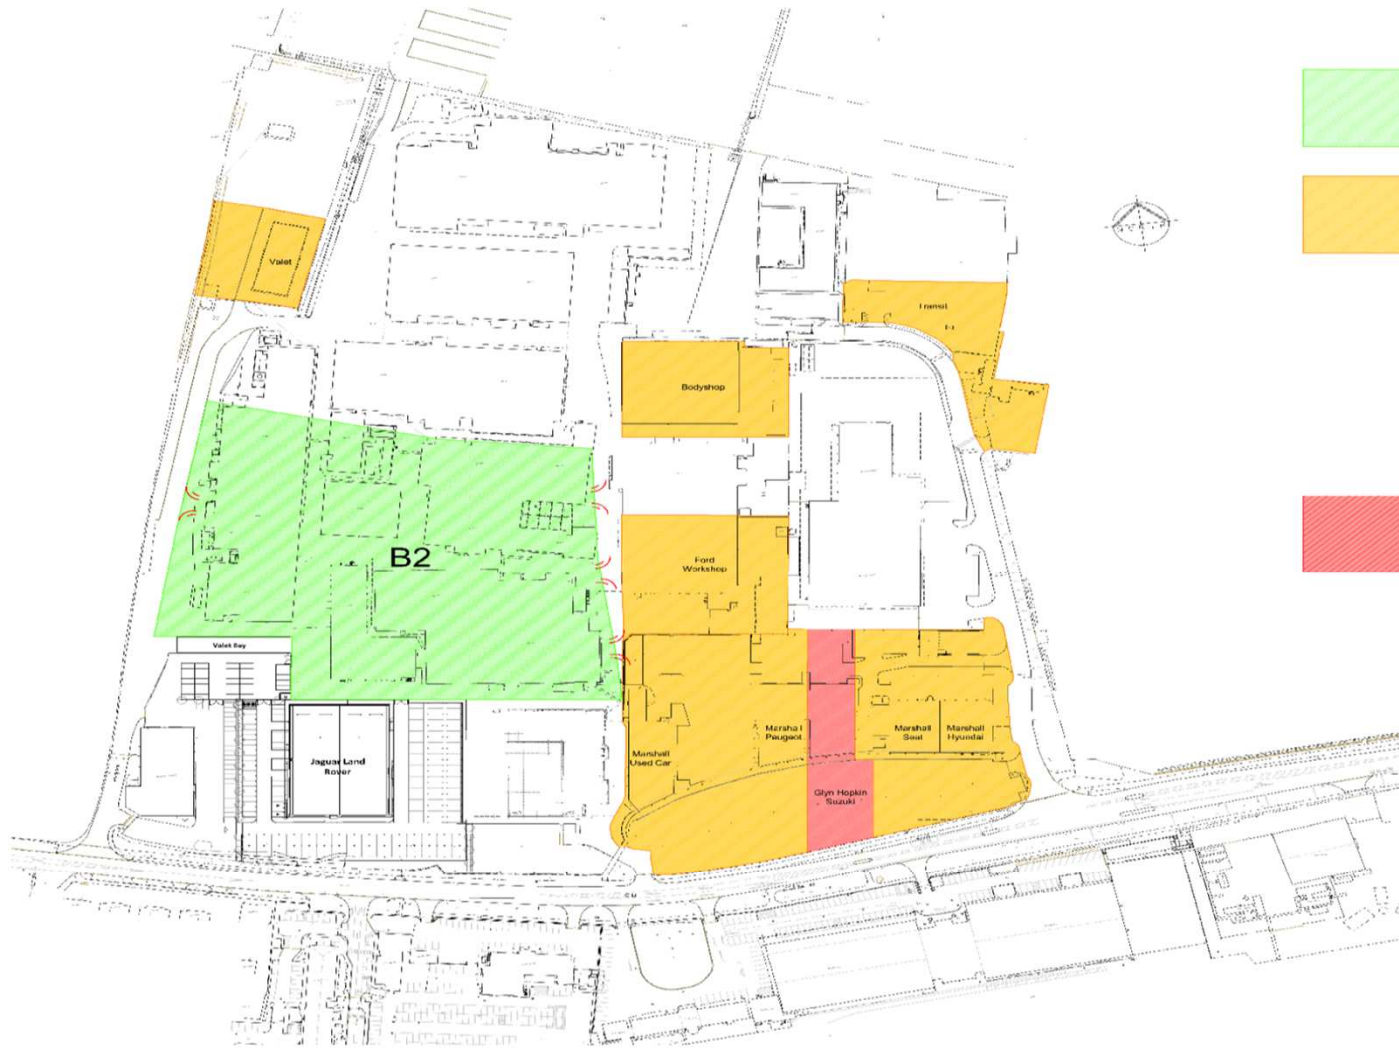 Valet
Transit
Bodyshop
B2
Ford
Workshop
Valet Bay
Jaguar Land
Rover
Marshall
Used Car
Marshall
Peugeot
Marshall
Seat
Marshall
Hyundai
Glyn Hopkin
Suzuki